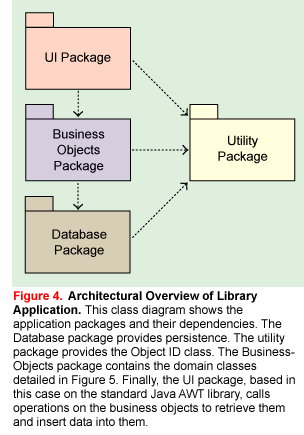 UI Package
Business
Objects
Package
Utility
Package
Database
Package
Figure 4. Architectural Overview of Library
Application. This class diagram shows the
application packages and their dependencies. The
Database package provides persistence. The utility
package provides the Object ID class. The Business-
Objects package contains the domain classes
detailed in Figure 5. Finally, the UI package, based in
this case on the standard Java AWT library, calls
operations on the business objects to retrieve them
and insert data into them.